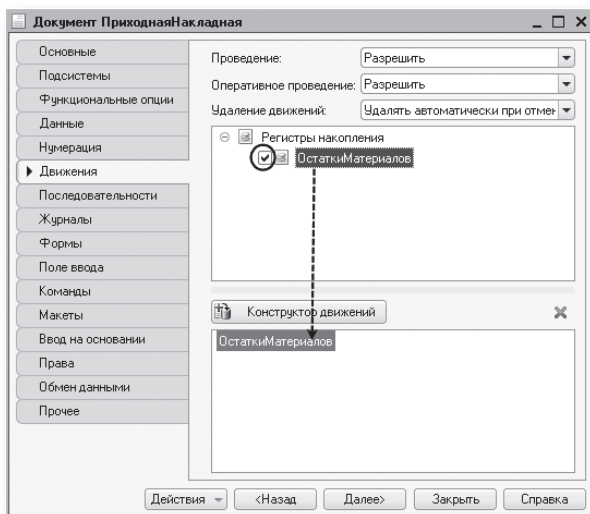 Документ ПриходнаяНакладная
Основные
Подсистемы
Функциональные опции
Данные
Нумерация
Движения
Последовательности
Журналы
Формы
Поле ввода
Команды
Макеты
Ввод на основании
Права
Обмен данными
Прочее
Проведение: Разрешить
Оперативное проведение: Разрешить
Удаление движений: Удалять автоматически при отмен
Регистры накопления
ОстаткиМатериалов
Конструктор движений
ОстаткиМатериалов
Действия <Назад Далее> Закрыть Справка